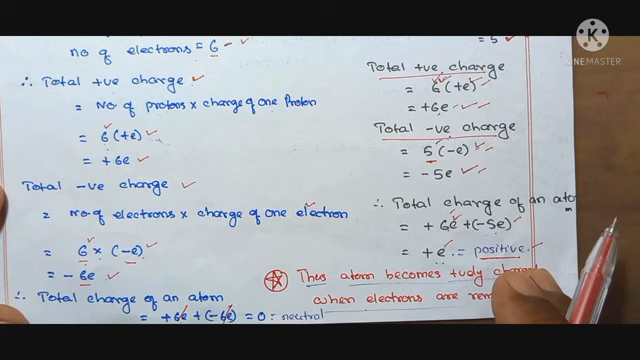 no of electrons = 6
∴ Total +ve charge
= No of protons x charge of one Proton
= 6 (+e)
= +6e
Total -ve charge
= No of electrons x charge of one electron
= 6 x (-e)
= - 6e
∴ Total charge of an atom
= +6e + (-6e) = 0 = neutral
= 5
Total +ve charge
= 6 (+e)
= +6e
Total -ve charge
= 5 (-e)
= -5e
∴ Total charge of an atom
= + 6e + (-5e)
= +e = positive
Thus atom becomes +vely
when electrons are
KINEMASTER